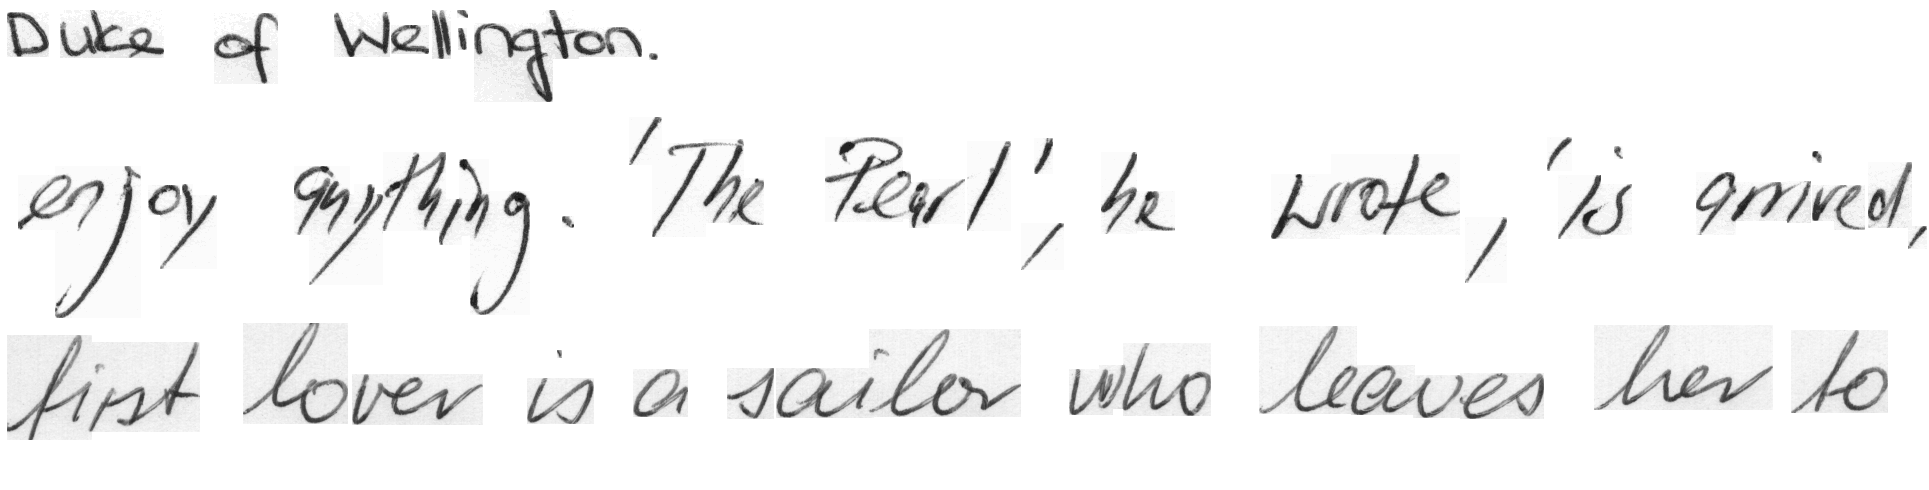 Duke of Wellington.
enjoy anything. 'The Pearl', he wrote, 'is arrived,
first lover is a sailor who leaves her to